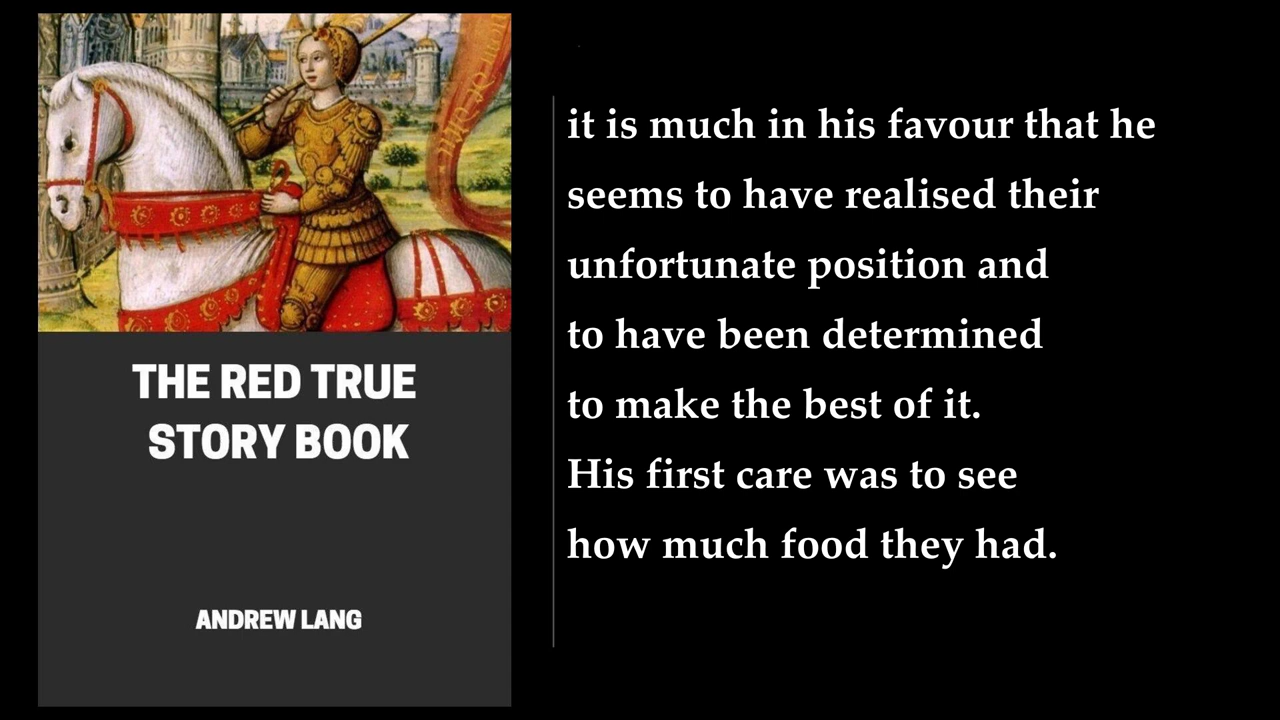 THE RED TRUE
STORY BOOK
ANDREW LANG
it is much in his favour that he
seems to have realised their
unfortunate position and
to have been determined
to make the best of it.
His first care was to see
how much food they had.